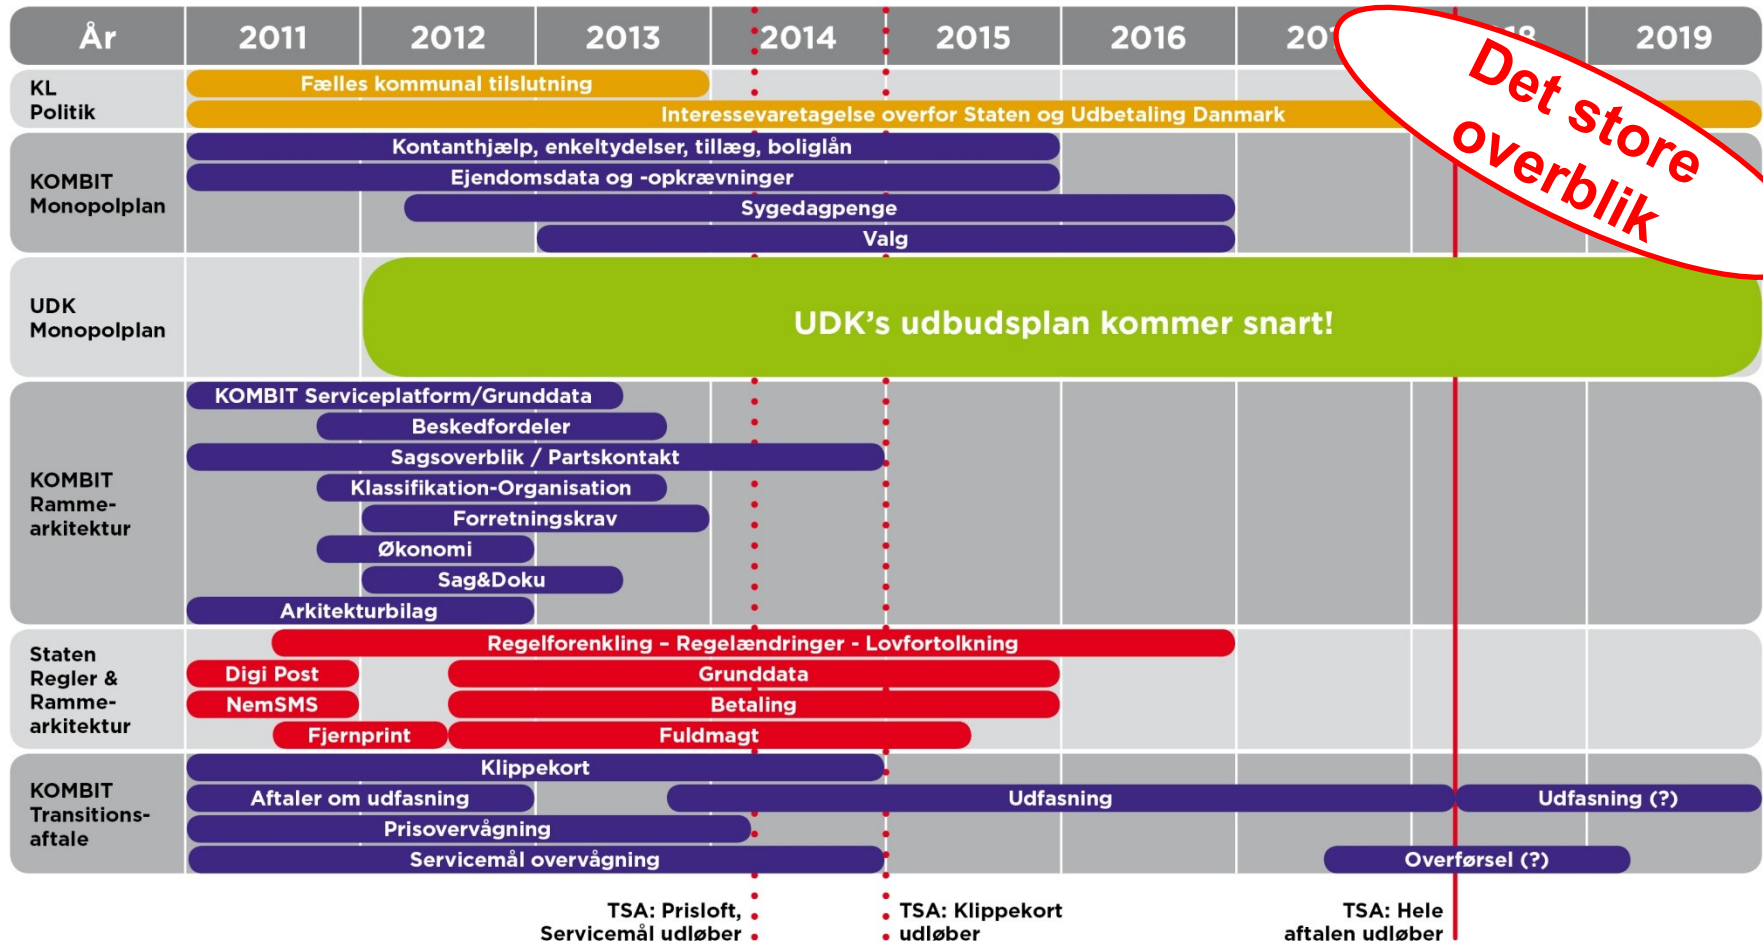 År 2011 2012 2013 2014 2015 2016 20 18 2019
Det store
overblik
KL
Politik
Fælles kommunal tilslutning
Interessevaretagelse overfor Staten og Udbetaling Danmark
KOMBIT
Monopolplan
Kontanthjælp, enkeltydelser, tillæg, boliglån
Ejendomsdata og -opkrævninger
Sygedagpenge
Valg
UDK
Monopolplan
UDK's udbudsplan kommer snart!
KOMBIT
Ramme-
arkitektur
KOMBIT Serviceplatform/Grunddata
Beskedfordeler
Sagsoverblik / Partskontakt
Klassifikation-Organisation
Forretningskrav
Økonomi
Sag&Doku
Arkitekturbilag
Staten
Regler &
Ramme-
arkitektur
Regelforenkling – Regelændringer - Lovfortolkning
Digi Post Grunddata
NemSMS Betaling
Fjernprint Fuldmagt
KOMBIT
Transitions-
aftale
Klippekort
Aftaler om udfasning Udfasning Udfasning (?)
Prisovervågning
Servicemål overvågning Overførsel (?)
TSA: Prisloft,
Servicemål udløber
TSA: Klippekort
udløber
TSA: Hele
aftalen udløber